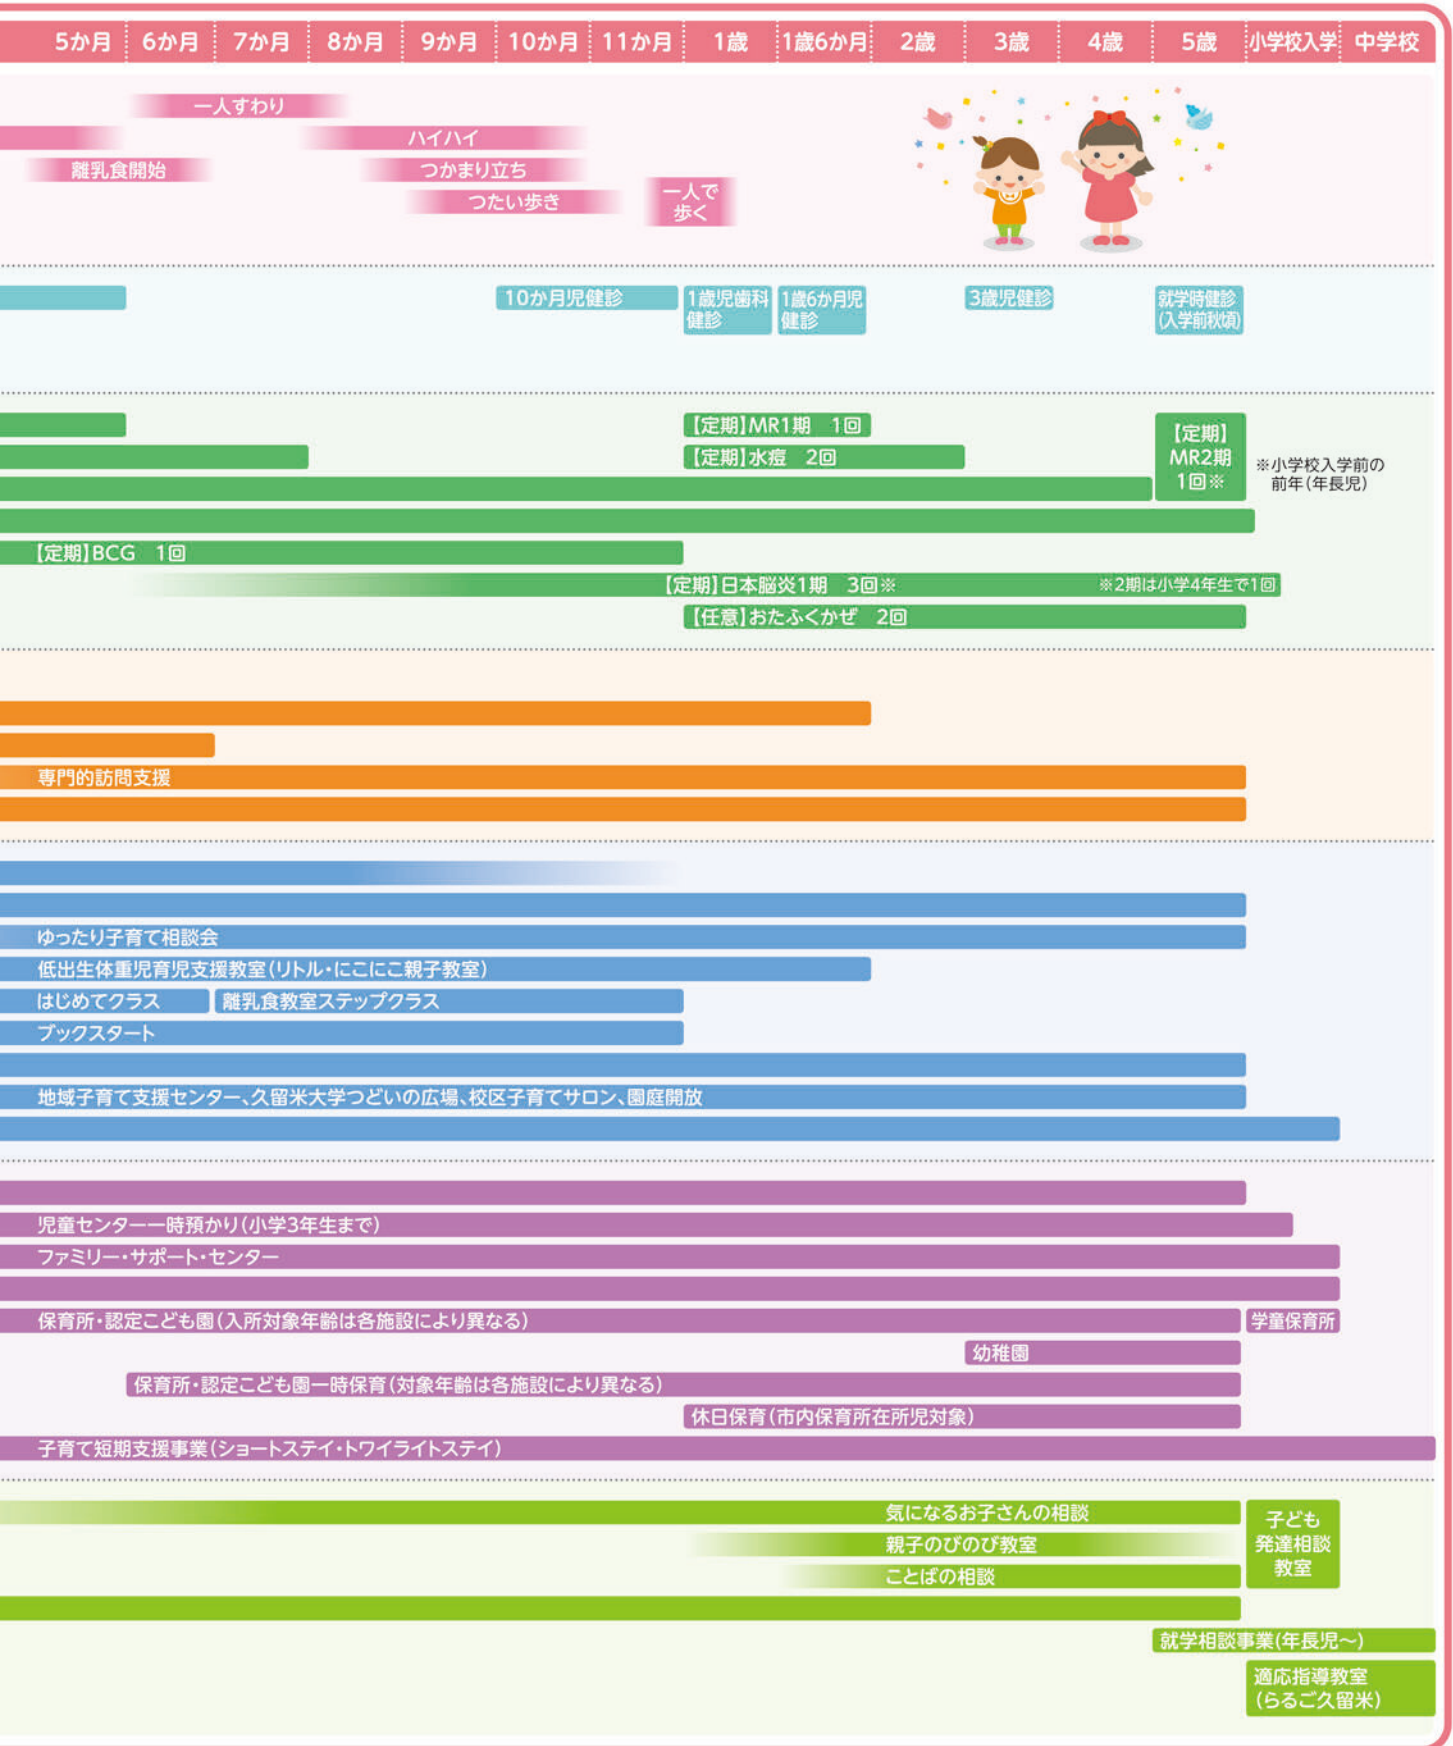 5か月 6か月 7か月 8か月 9か月 10か月 11か月 1歳 1歳6か月 2歳 3歳 4歳 5歳 小学校入学 中学校
一人すわり
ハイハイ
離乳食開始
つかまり立ち
つたい歩き
一人で
歩く
10か月児健診
1歳児歯科
健診
1歳6か月児
健診
3歳児健診
就学時健診
(入学前秋頃)
【定期】MR1期 1回
【定期】水痘 2回
【定期】
MR2期
1回※
※小学校入学前の
前年(年長児)
【定期】BCG 1回
【定期】日本脳炎1期 3回※
※2期は小学4年生で1回
【任意】おたふくかぜ 2回
専門的訪問支援
ゆったり子育て相談会
低出生体重児育児支援教室(リトル・にこにこ親子教室)
はじめてクラス
離乳食教室ステップクラス
ブックスタート
地域子育て支援センター、久留米大学つどいの広場、校区子育てサロン、園庭開放
児童センター一時預かり(小学3年生まで)
ファミリー・サポート・センター
保育所・認定こども園(入所対象年齢は各施設により異なる)
学童保育所
幼稚園
保育所・認定こども園一時保育(対象年齢は各施設により異なる)
休日保育(市内保育所在所児対象)
子育て短期支援事業(ショートステイ・トワイライトステイ)
気になるお子さんの相談
親子のびのび教室
ことばの相談
子ども
発達相談
教室
就学相談事業(年長児～)
適応指導教室
(らるご久留米)